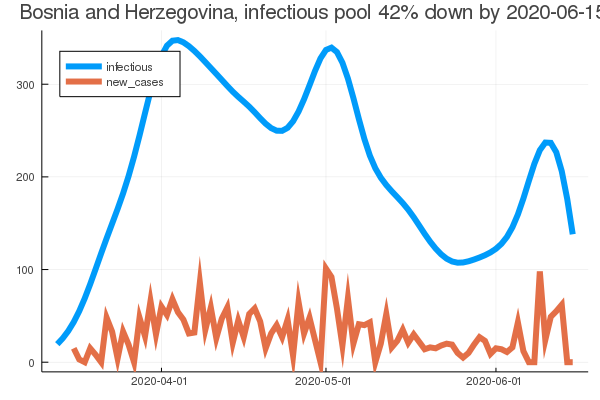 Bosnia and Herzegovina, infectious pool 42% down by 2020-06-15
infectious
new_cases
300
200
100
0
2020-04-01
2020-05-01
2020-06-01